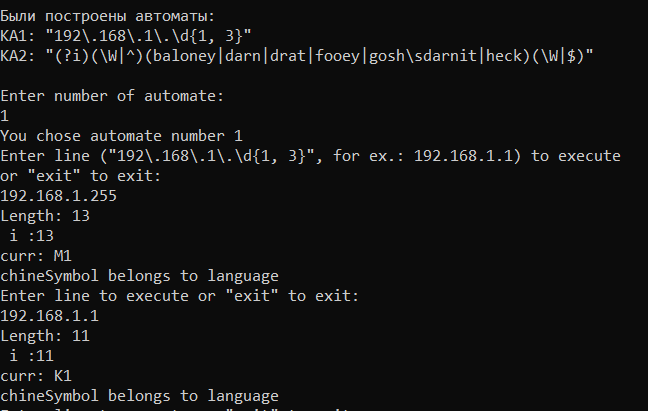 Были построены автоматы:
KA1: "192\.168\.1\.\d{1, 3}"
KA2: "(?i)(\W|^)(baloney|darn|drat|fooey|gosh\sdarnit|heck)(\W|$)"
Enter number of automate:
1
You chose automate number 1
Enter line ("192\.168\.1\.\d{1, 3}", for ex.: 192.168.1.1) to execute
or "exit" to exit:
192.168.1.255
Length: 13
 i :13
curr: M1
chineSymbol belongs to language
Enter line to execute or "exit" to exit:
192.168.1.1
Length: 11
 i :11
curr: K1
chineSymbol belongs to language